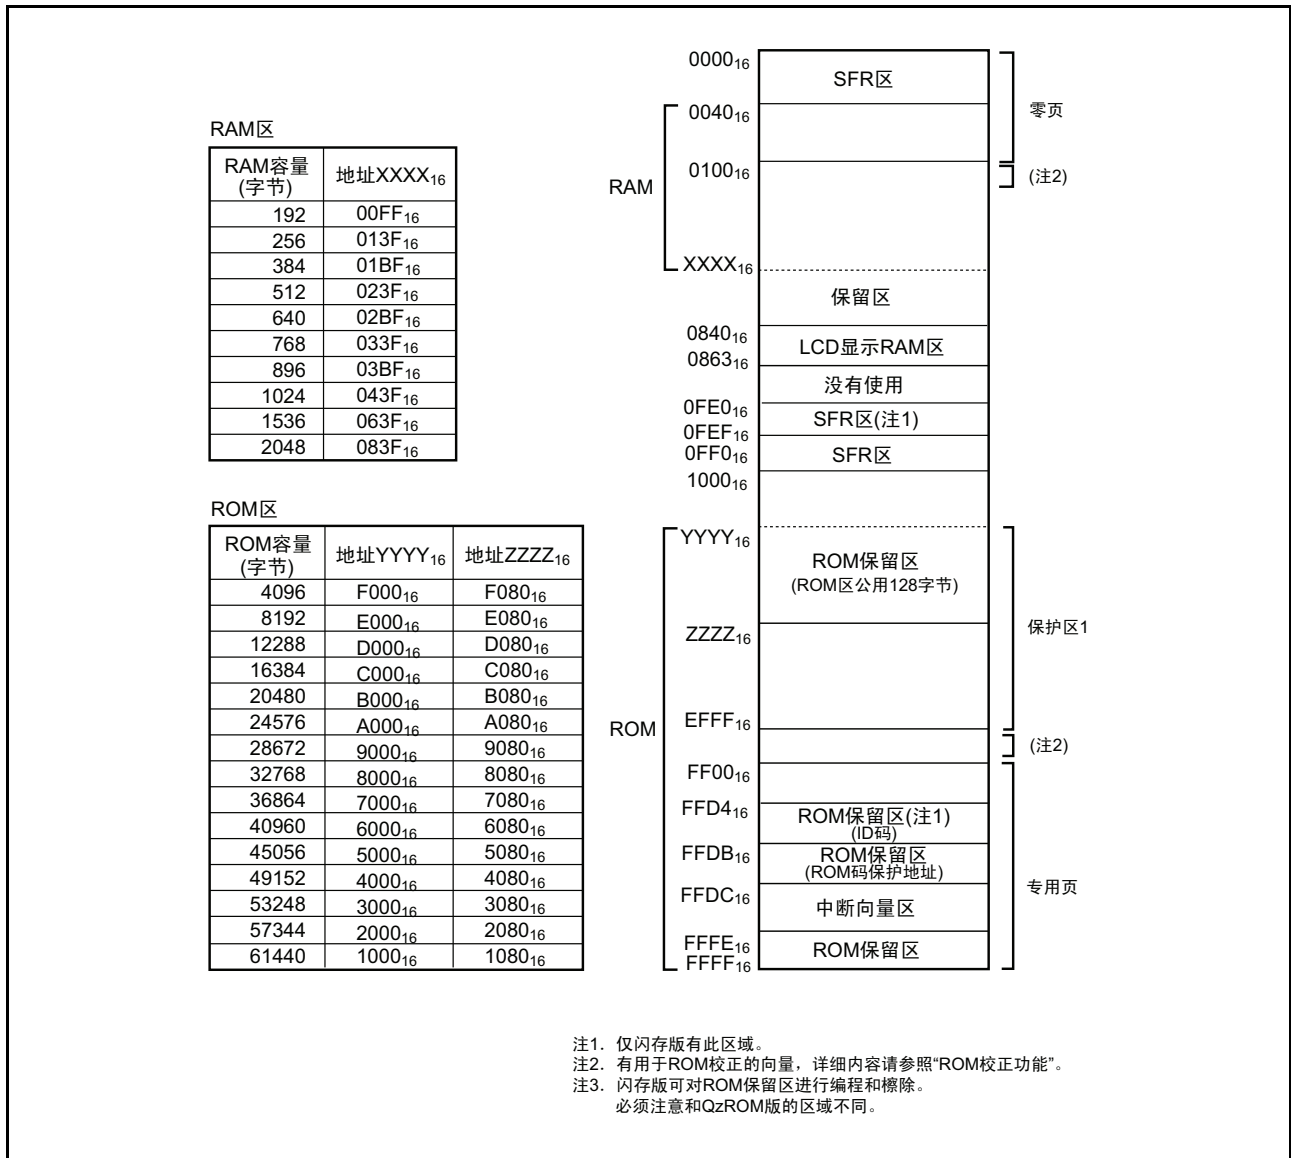 RAM区
RAM容量
(字节) 地址XXXX₁₆
192 00FF₁₆
256 013F₁₆
384 01BF₁₆
512 023F₁₆
640 02BF₁₆
768 033F₁₆
896 03BF₁₆
1024 043F₁₆
1536 063F₁₆
2048 083F₁₆
ROM区
ROM容量
(字节) 地址YYYY₁₆ 地址ZZZZ₁₆
4096 F000₁₆ F080₁₆
8192 E000₁₆ E080₁₆
12288 D000₁₆ D080₁₆
16384 C000₁₆ C080₁₆
20480 B000₁₆ B080₁₆
24576 A000₁₆ A080₁₆
28672 9000₁₆ 9080₁₆
32768 8000₁₆ 8080₁₆
36864 7000₁₆ 7080₁₆
40960 6000₁₆ 6080₁₆
45056 5000₁₆ 5080₁₆
49152 4000₁₆ 4080₁₆
53248 3000₁₆ 3080₁₆
57344 2000₁₆ 2080₁₆
61440 1000₁₆ 1080₁₆
0000₁₆
SFR区
零页
0040₁₆
RAM
0100₁₆
(注2)
XXXX₁₆
保留区
0840₁₆
LCD显示RAM区
0863₁₆
没有使用
0FE0₁₆
SFR区(注1)
0FEF₁₆
0FF0₁₆
SFR区
1000₁₆
YYYY₁₆
ROM保留区
(ROM区公用128字节)
保护区1
ZZZZ₁₆
EFFF₁₆
ROM
(注2)
FF00₁₆
FFD4₁₆
ROM保留区(注1)
(ID码)
FFDB₁₆
ROM保留区
(ROM码保护地址)
专用页
FFDC₁₆
中断向量区
FFFE₁₆
ROM保留区
FFFF₁₆
注1. 仅闪存版有此区域。
注2. 有用于ROM校正的向量，详细内容请参照“ROM校正功能”。
注3. 闪存版可对ROM保留区进行编程和檫除。
必须注意和QzROM版的区域不同。